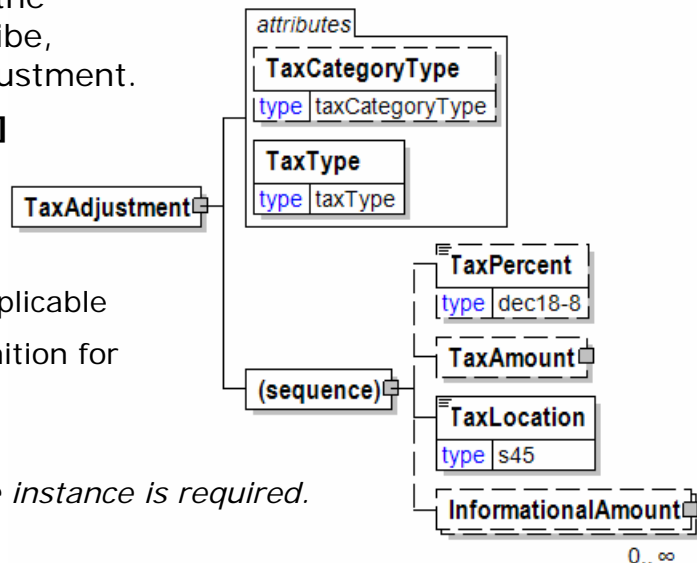 the
ibe,
ustment.
]
plicable
nition for
e instance is required.
TaxAdjustment
attributes
TaxCategoryType
type taxCategoryType
TaxType
type taxType
(sequence)
TaxPercent
type dec18-8
TaxAmount
TaxLocation
type s45
InformationalAmount
0..∞